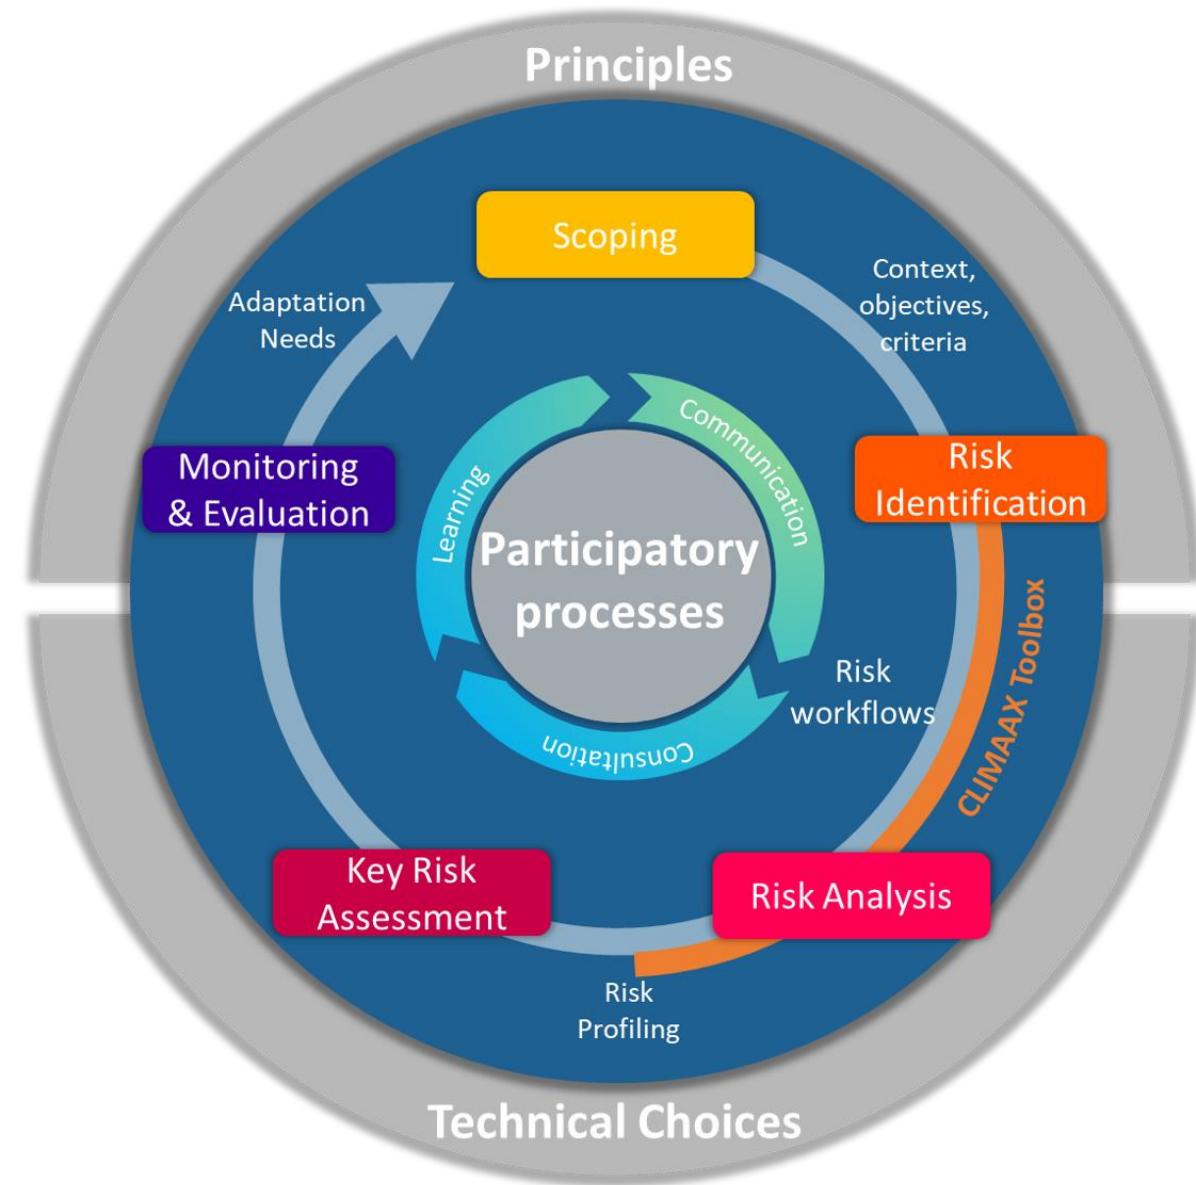 Principles
Scoping
Context,
objectives,
criteria
Adaptation
Needs
Risk
Identification
Monitoring
& Evaluation
Communication
Learning
Participatory
processes
Consultation
Risk
workflows
CLIMAAX Toolbox
Key Risk
Assessment
Risk Analysis
Risk
Profiling
Technical Choices